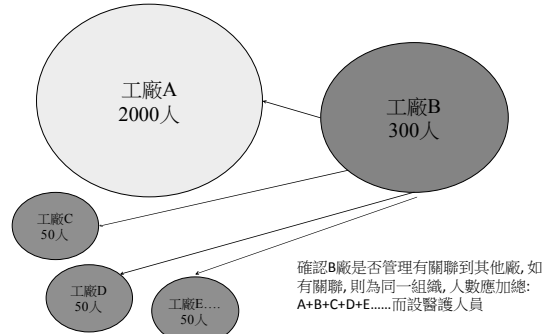 工廠A
2000人
工廠B
300人
工廠C
50人
工廠D
50人
工廠E….
50人
確認B廠是否管理有關聯到其他廠, 如
有關聯, 則為同一組織, 人數應加總:
A+B+C+D+E......而設醫護人員